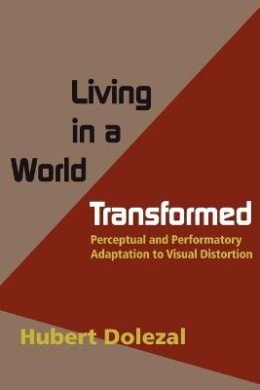 Living
in a
World
Transformed
Perceptual and Performatory
Adaptation to Visual Distortion
Hubert Dolezal